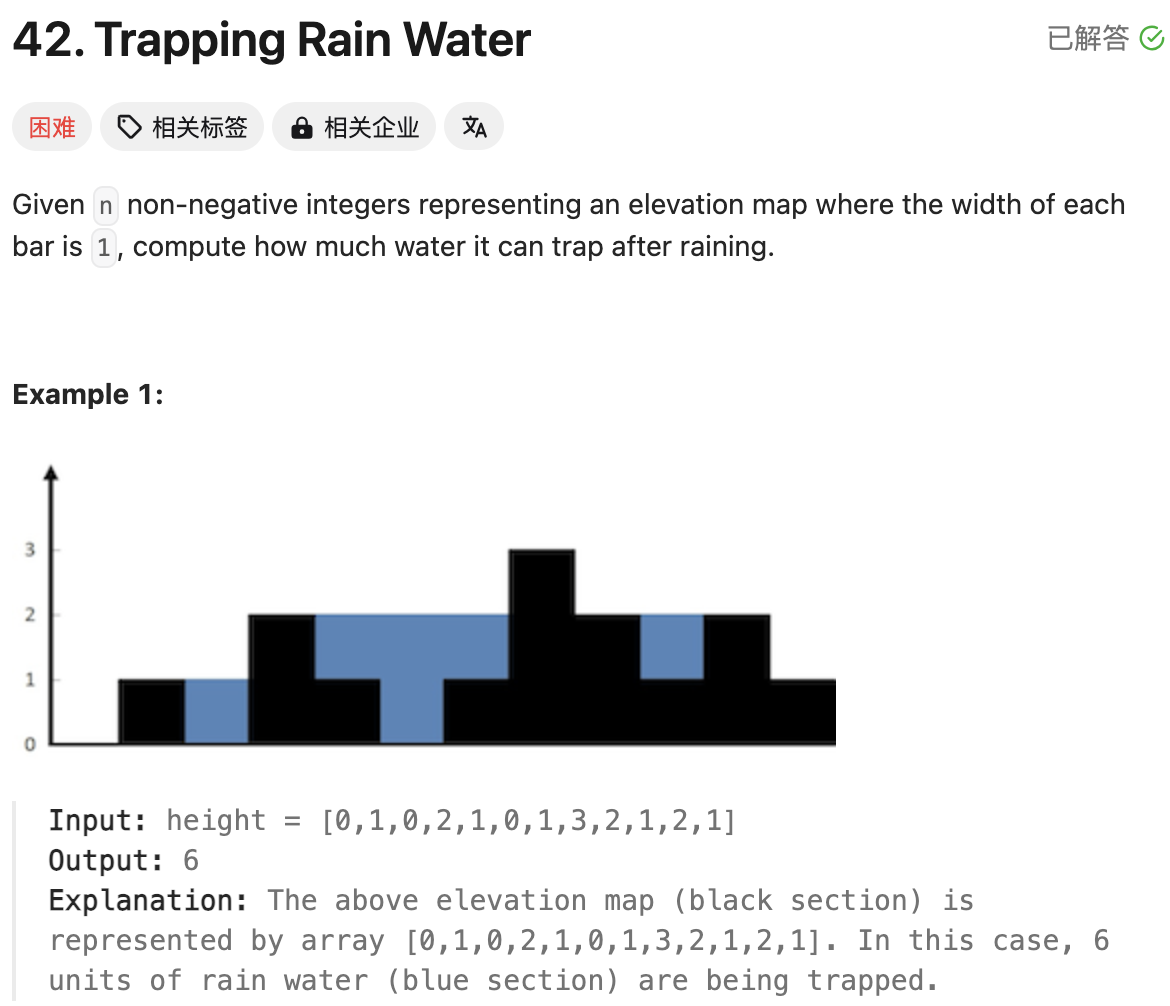 42. Trapping Rain Water
已解答
困难 相关标签 相关企业 文A
Given n non-negative integers representing an elevation map where the width of each
bar is 1, compute how much water it can trap after raining.
Example 1:
3
2
1
0
Input: height = [0,1,0,2,1,0,1,3,2,1,2,1]
Output: 6
Explanation: The above elevation map (black section) is
represented by array [0,1,0,2,1,0,1,3,2,1,2,1]. In this case, 6
units of rain water (blue section) are being trapped.